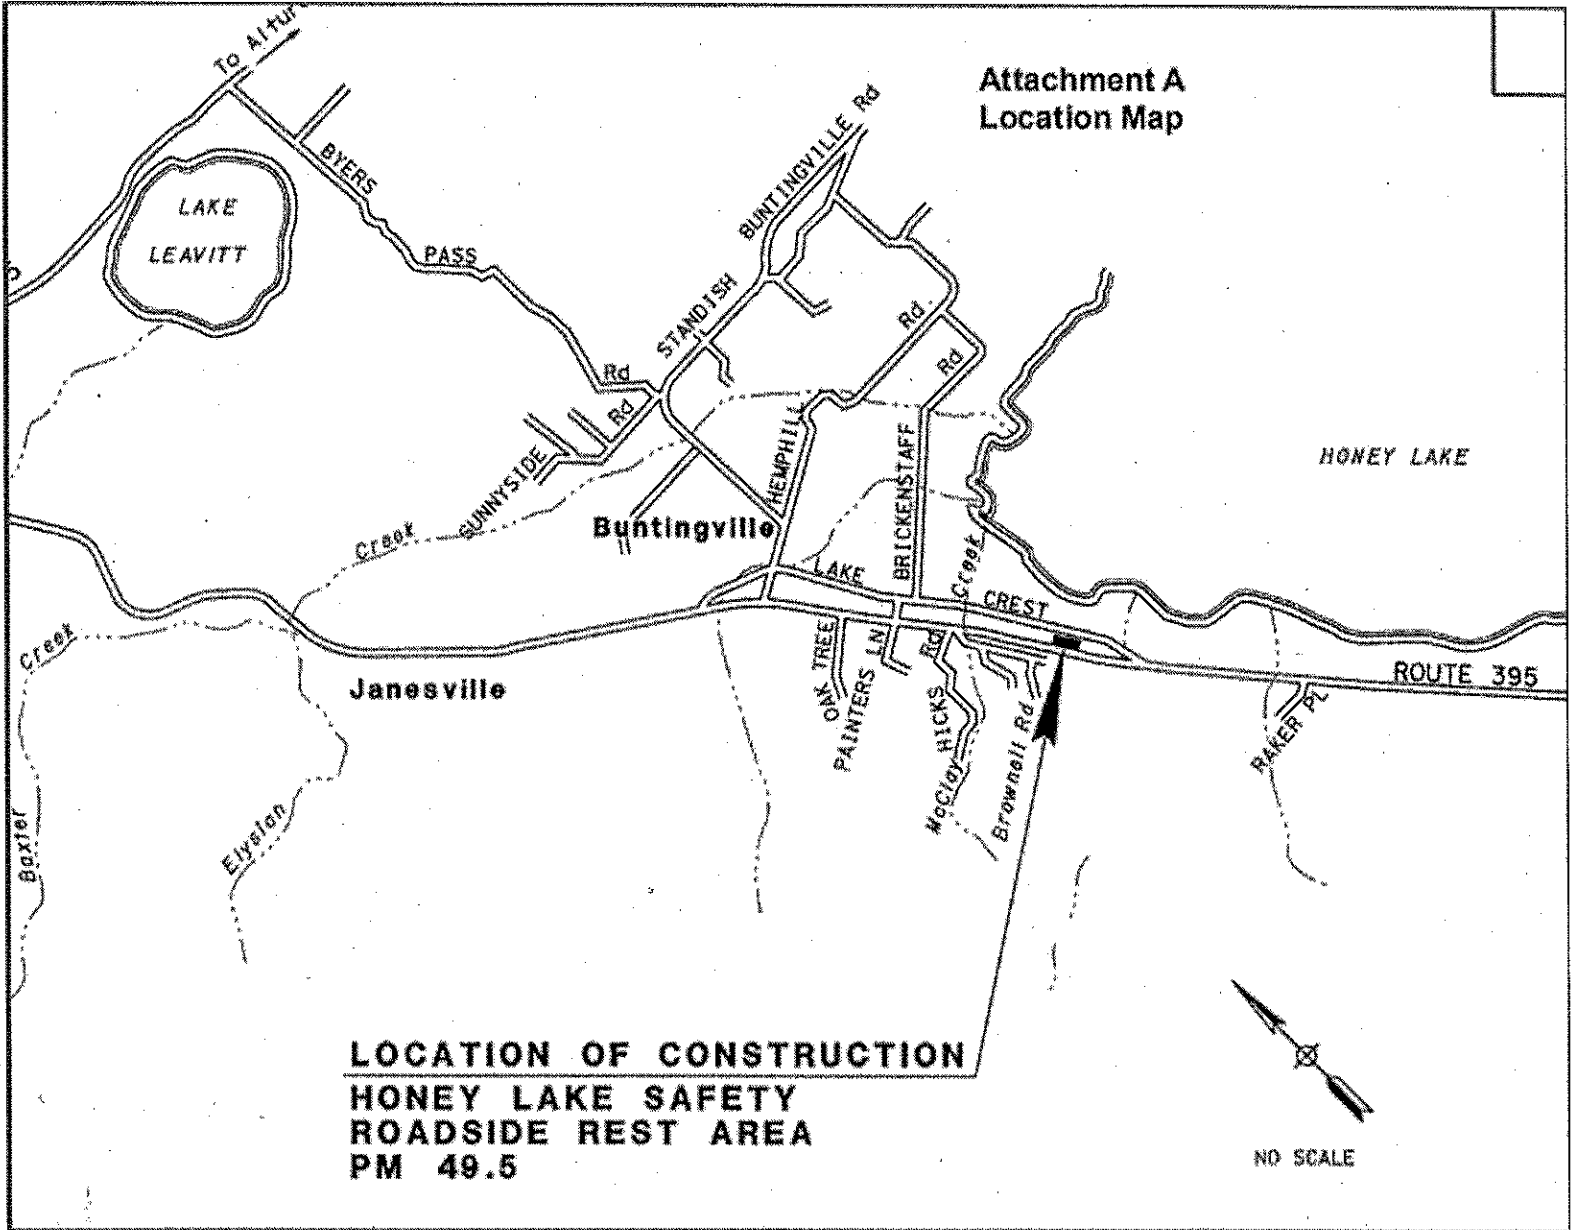 Attachment A
Location Map
To Altur
BYERS
PASS
Rd
LAKE
LEAVITT
5
STANDISH
BUNTINGVILLE Rd
SUNNYSIDE Rd
HEMPHILL Rd.
BRICKENSTAFF Rd
HONEY LAKE
Buntingville
Creek
LAKE CREST
Creek
Janesville
Creek
Baxter
Elysian
OAK TREE
PAINTERS LN
HICKS Rd
McClay
Brownell Rd
ROUTE 395
RAKER PL
LOCATION OF CONSTRUCTION
HONEY LAKE SAFETY
ROADSIDE REST AREA
PM 49.5
NO SCALE